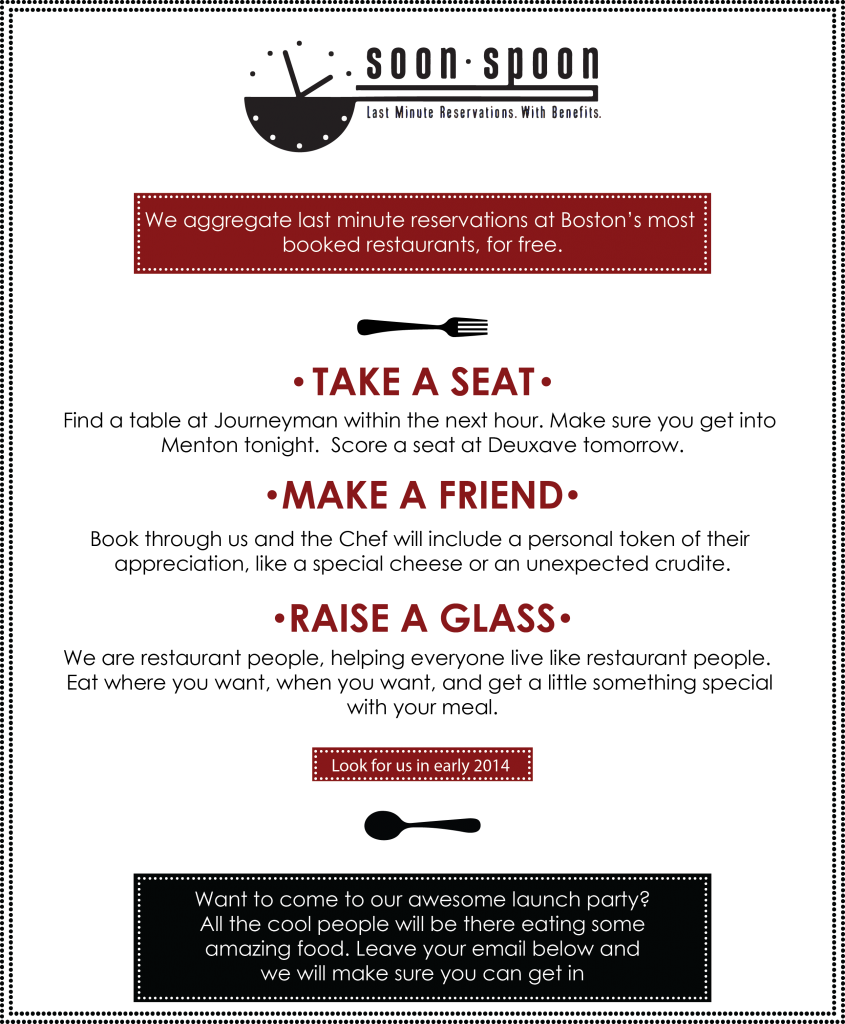 soon·spoon
Last Minute Reservations. With Benefits.
We aggregate last minute reservations at Boston’s most
booked restaurants, for free.
•TAKE A SEAT•
Find a table at Journeyman within the next hour. Make sure you get into
Menton tonight.  Score a seat at Deuxave tomorrow.
•MAKE A FRIEND•
Book through us and the Chef will include a personal token of their
appreciation, like a special cheese or an unexpected crudite.
•RAISE A GLASS•
We are restaurant people, helping everyone live like restaurant people.
Eat where you want, when you want, and get a little something special
with your meal.
Look for us in early 2014
Want to come to our awesome launch party?
All the cool people will be there eating some
amazing food. Leave your email below and
we will make sure you can get in